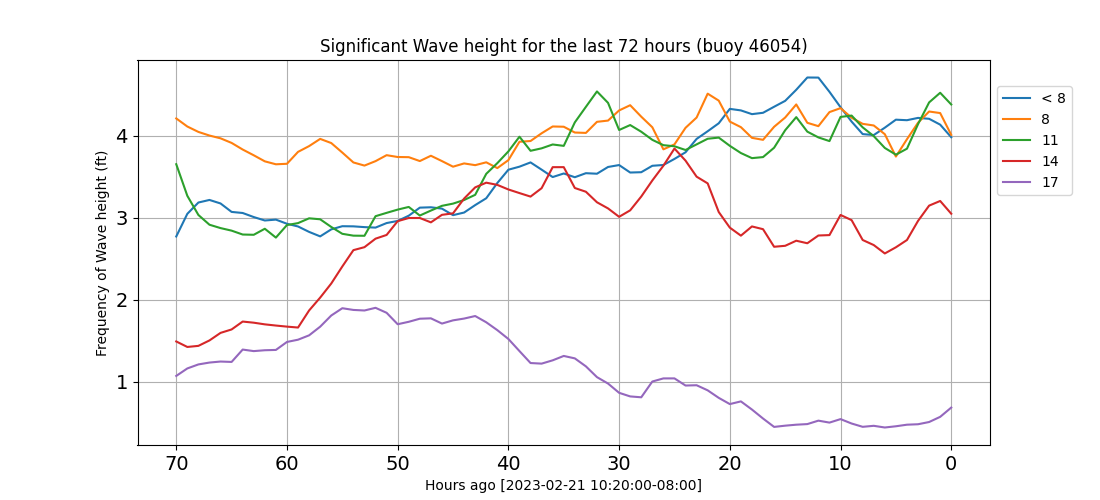 Significant Wave height for the last 72 hours (buoy 46054)
Frequency of Wave height (ft)
4
3
2
1
70 60 50 40 30 20 10 0
Hours ago [2023-02-21 10:20:00-08:00]
< 8
8
11
14
17